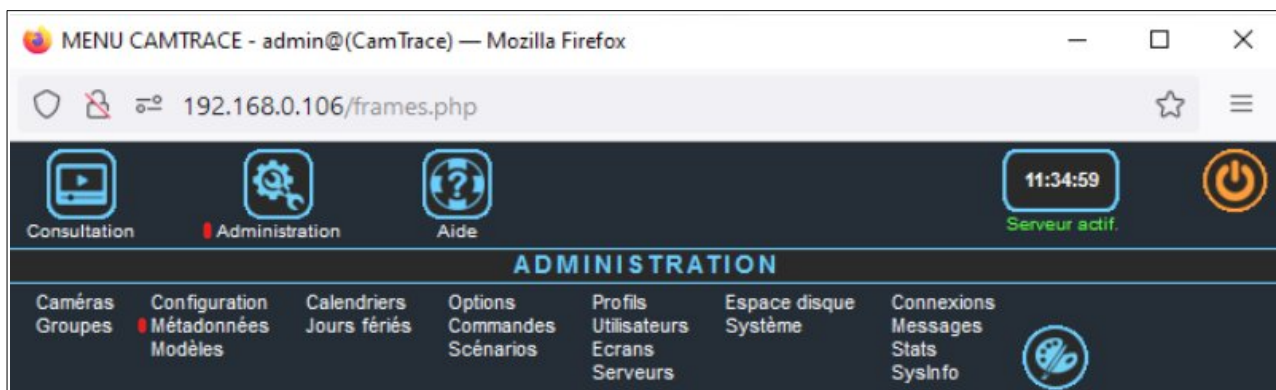 MENU CAMTRACE - admin@(CamTrace) — Mozilla Firefox
192.168.0.106/frames.php
11:34:59
Consultation Administration Aide Serveur actif.
ADMINISTRATION
Caméras Configuration Calendriers Options Profils Espace disque Connexions
Groupes Métadonnées Jours fériés Commandes Utilisateurs Système Messages
Modèles Scénarios Ecrans Stats
Serveurs SysInfo